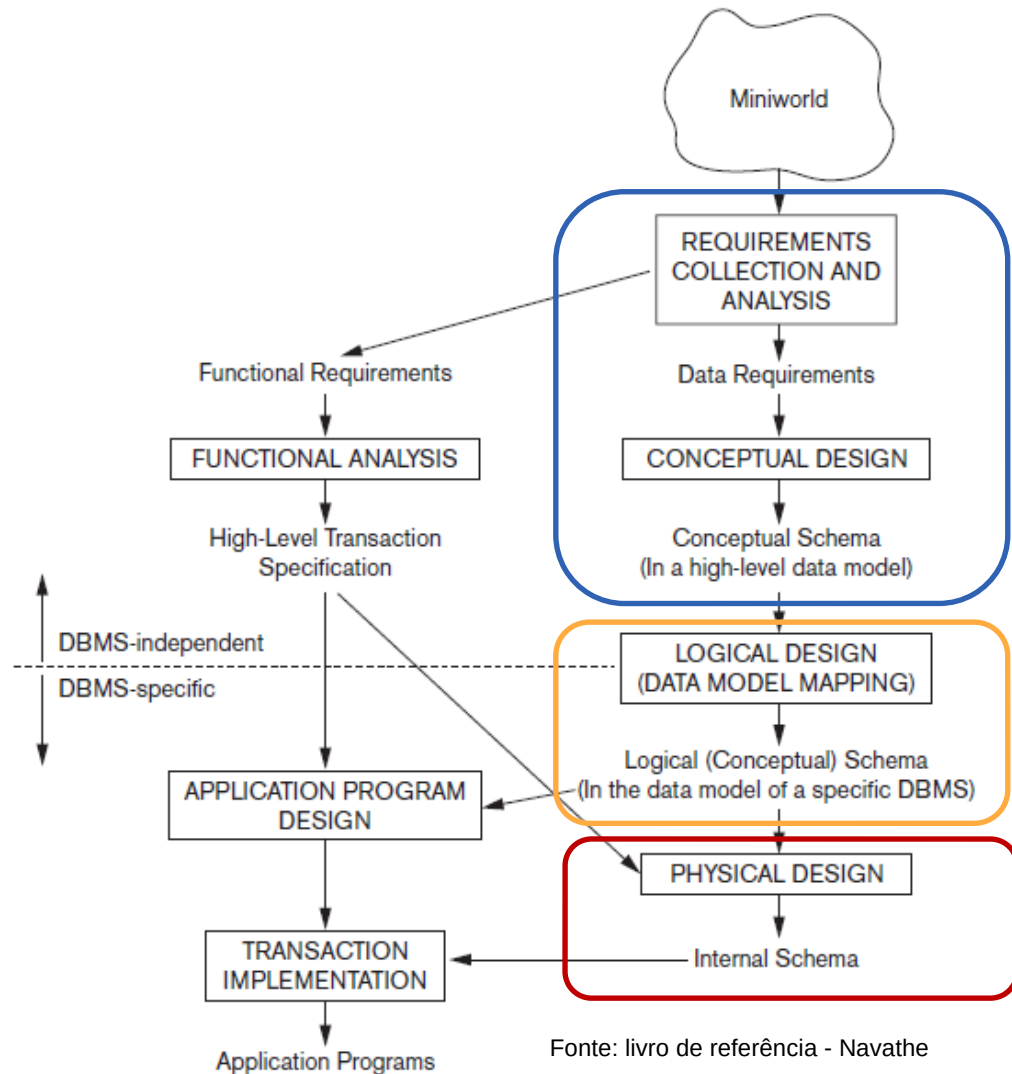 Miniworld
REQUIREMENTS
COLLECTION AND
ANALYSIS
Functional Requirements
Data Requirements
FUNCTIONAL ANALYSIS
CONCEPTUAL DESIGN
High-Level Transaction
Specification
Conceptual Schema
(In a high-level data model)
DBMS-independent
DBMS-specific
LOGICAL DESIGN
(DATA MODEL MAPPING)
Logical (Conceptual) Schema
(In the data model of a specific DBMS)
APPLICATION PROGRAM
DESIGN
PHYSICAL DESIGN
Internal Schema
TRANSACTION
IMPLEMENTATION
Application Programs
Fonte: livro de referência - Navathe